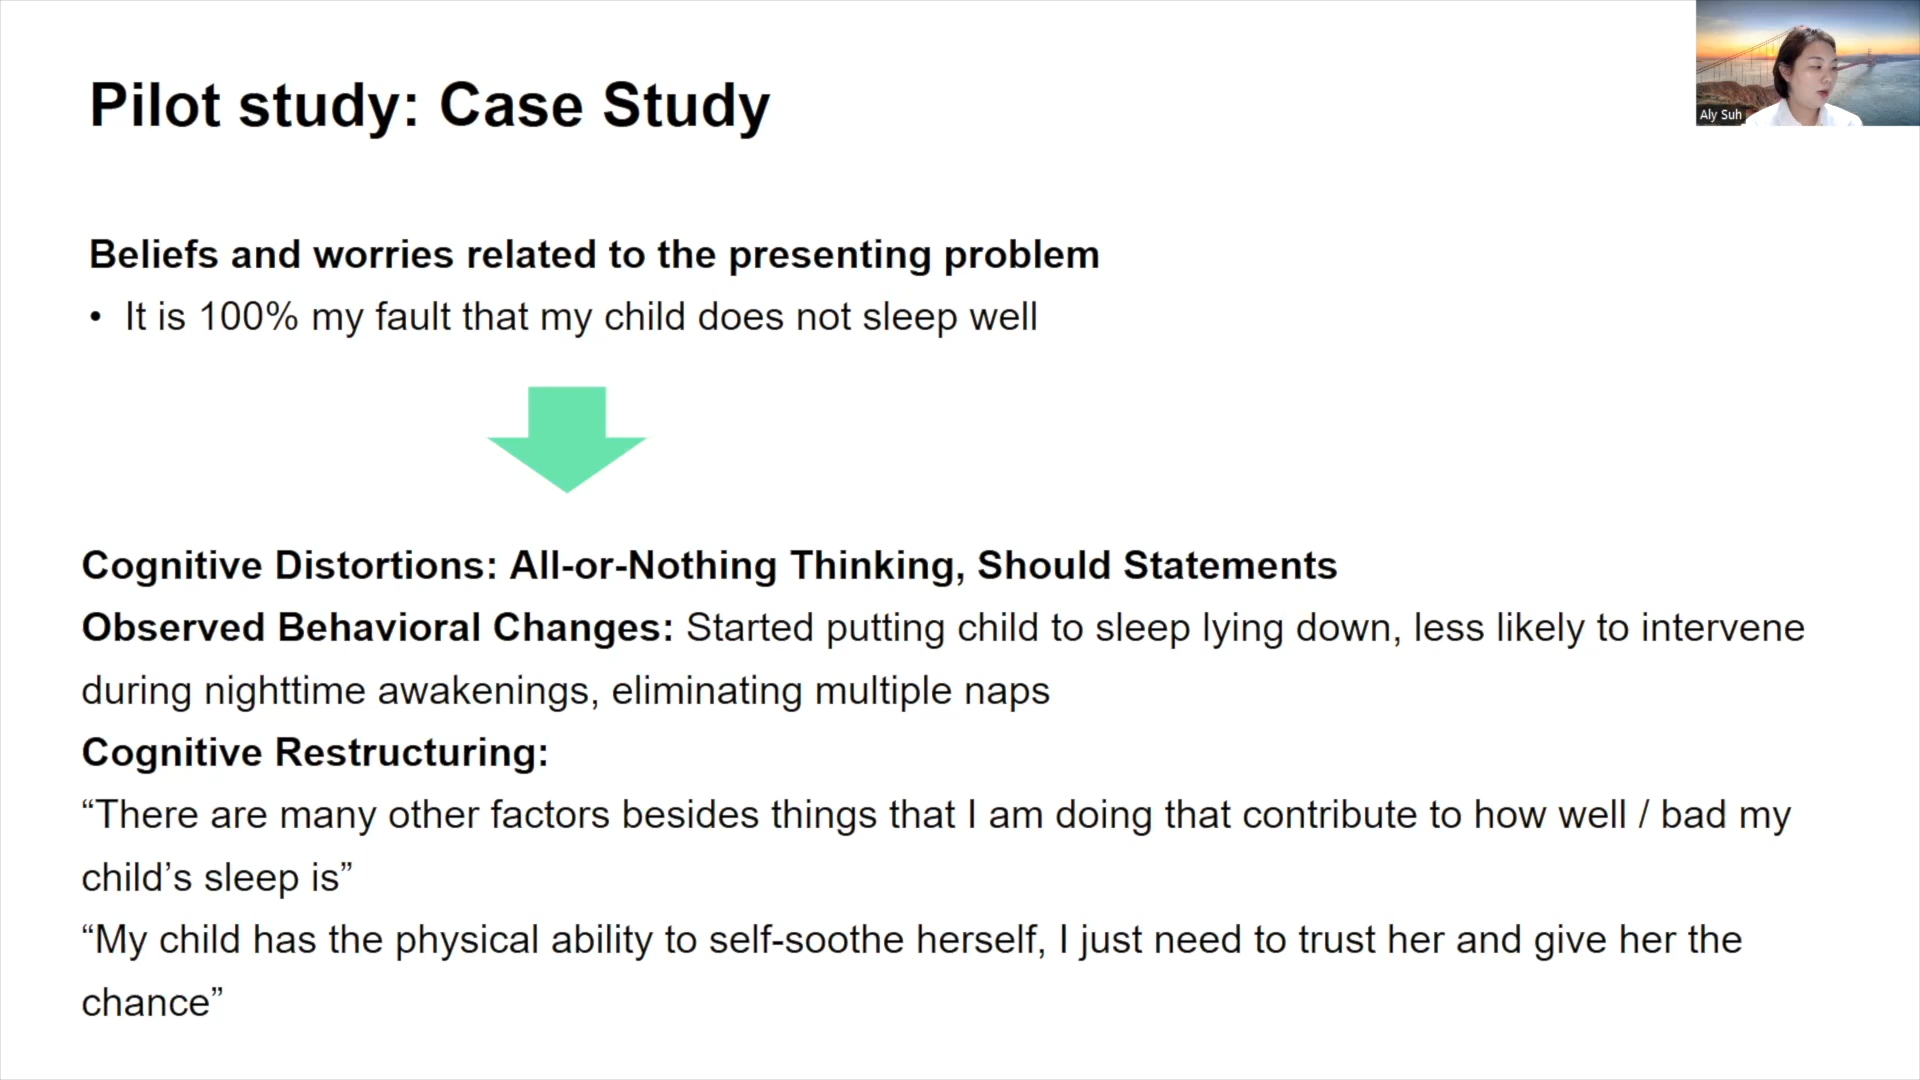 Pilot study: Case Study
Aly Suh
Beliefs and worries related to the presenting problem
• It is 100% my fault that my child does not sleep well
Cognitive Distortions: All-or-Nothing Thinking, Should Statements
Observed Behavioral Changes: Started putting child to sleep lying down, less likely to intervene
during nighttime awakenings, eliminating multiple naps
Cognitive Restructuring:
“There are many other factors besides things that I am doing that contribute to how well / bad my
child’s sleep is”
“My child has the physical ability to self-soothe herself, I just need to trust her and give her the
chance”